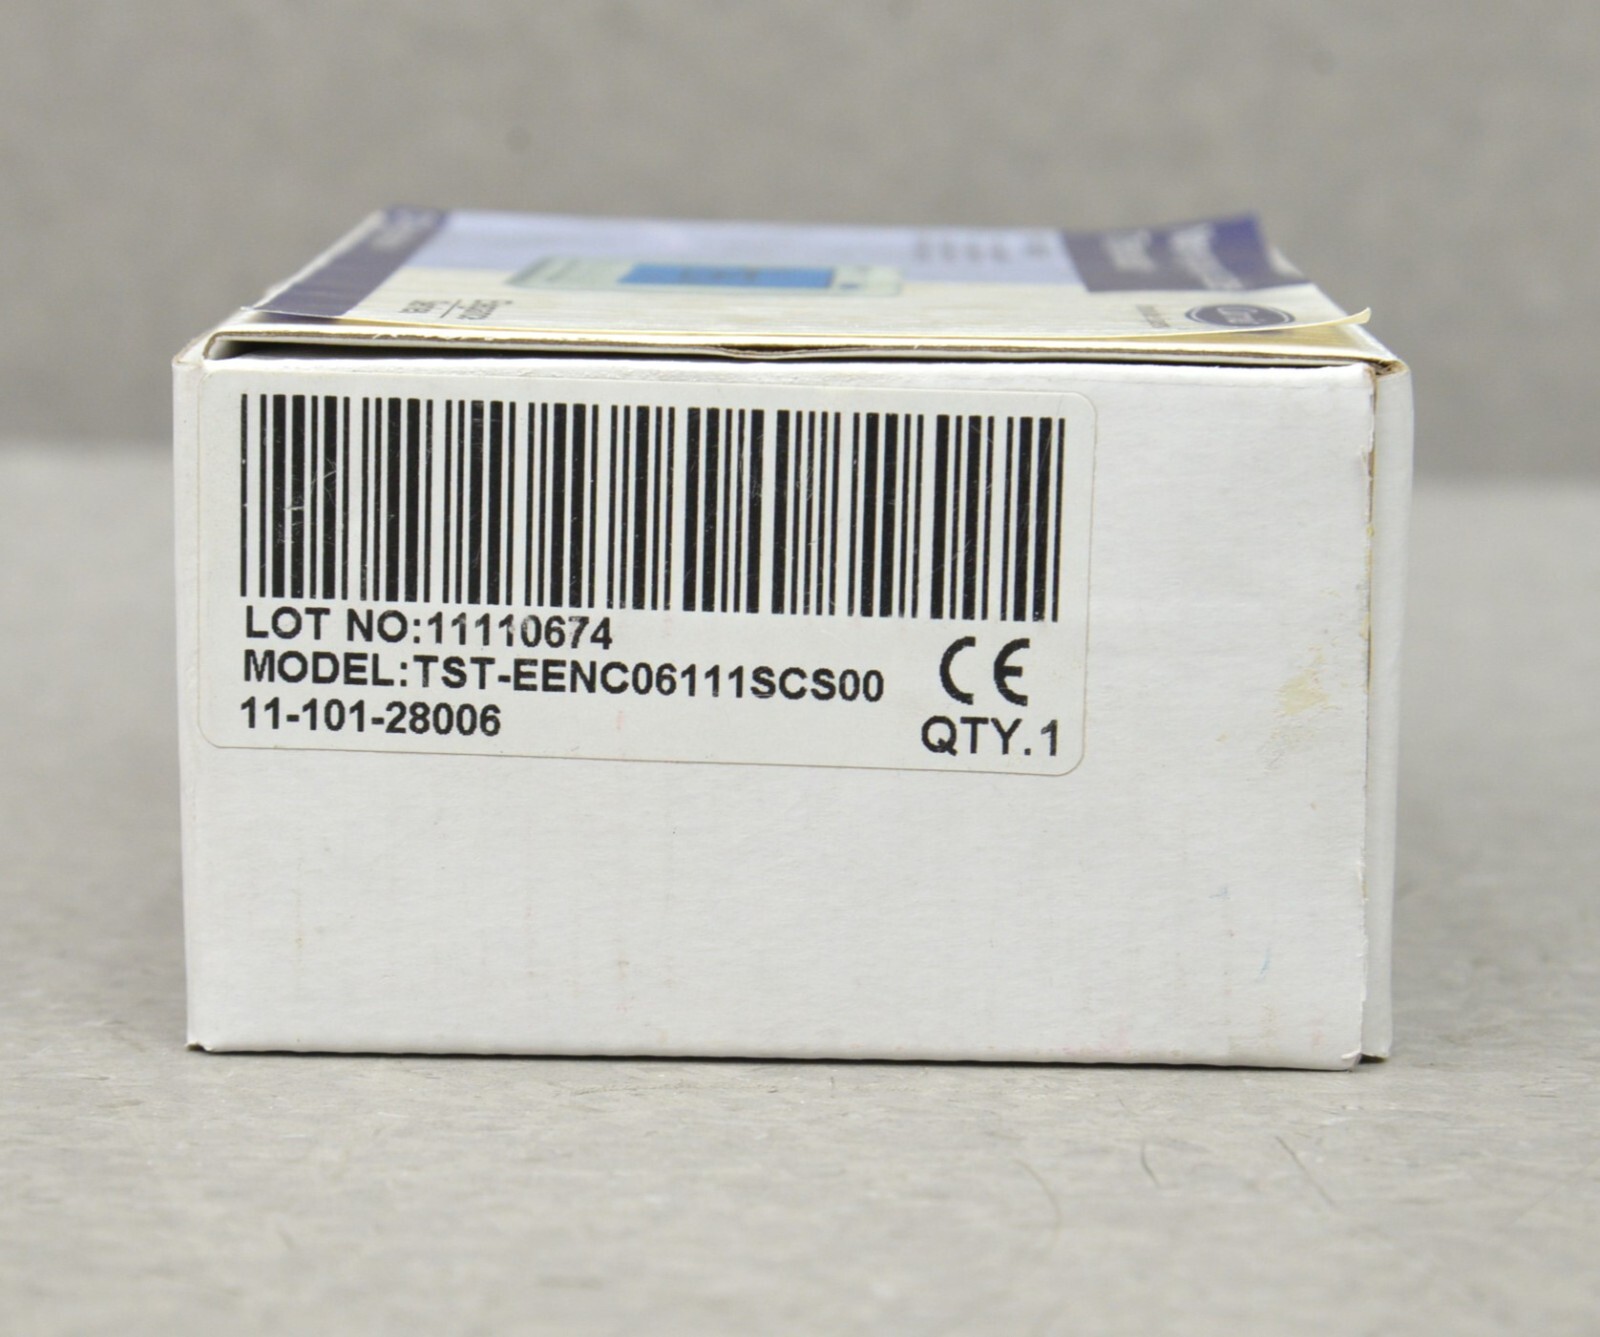 LOT NO:11110674
MODEL:TST-EENC06111SCS00
11-101-28006
CE
QTY.1